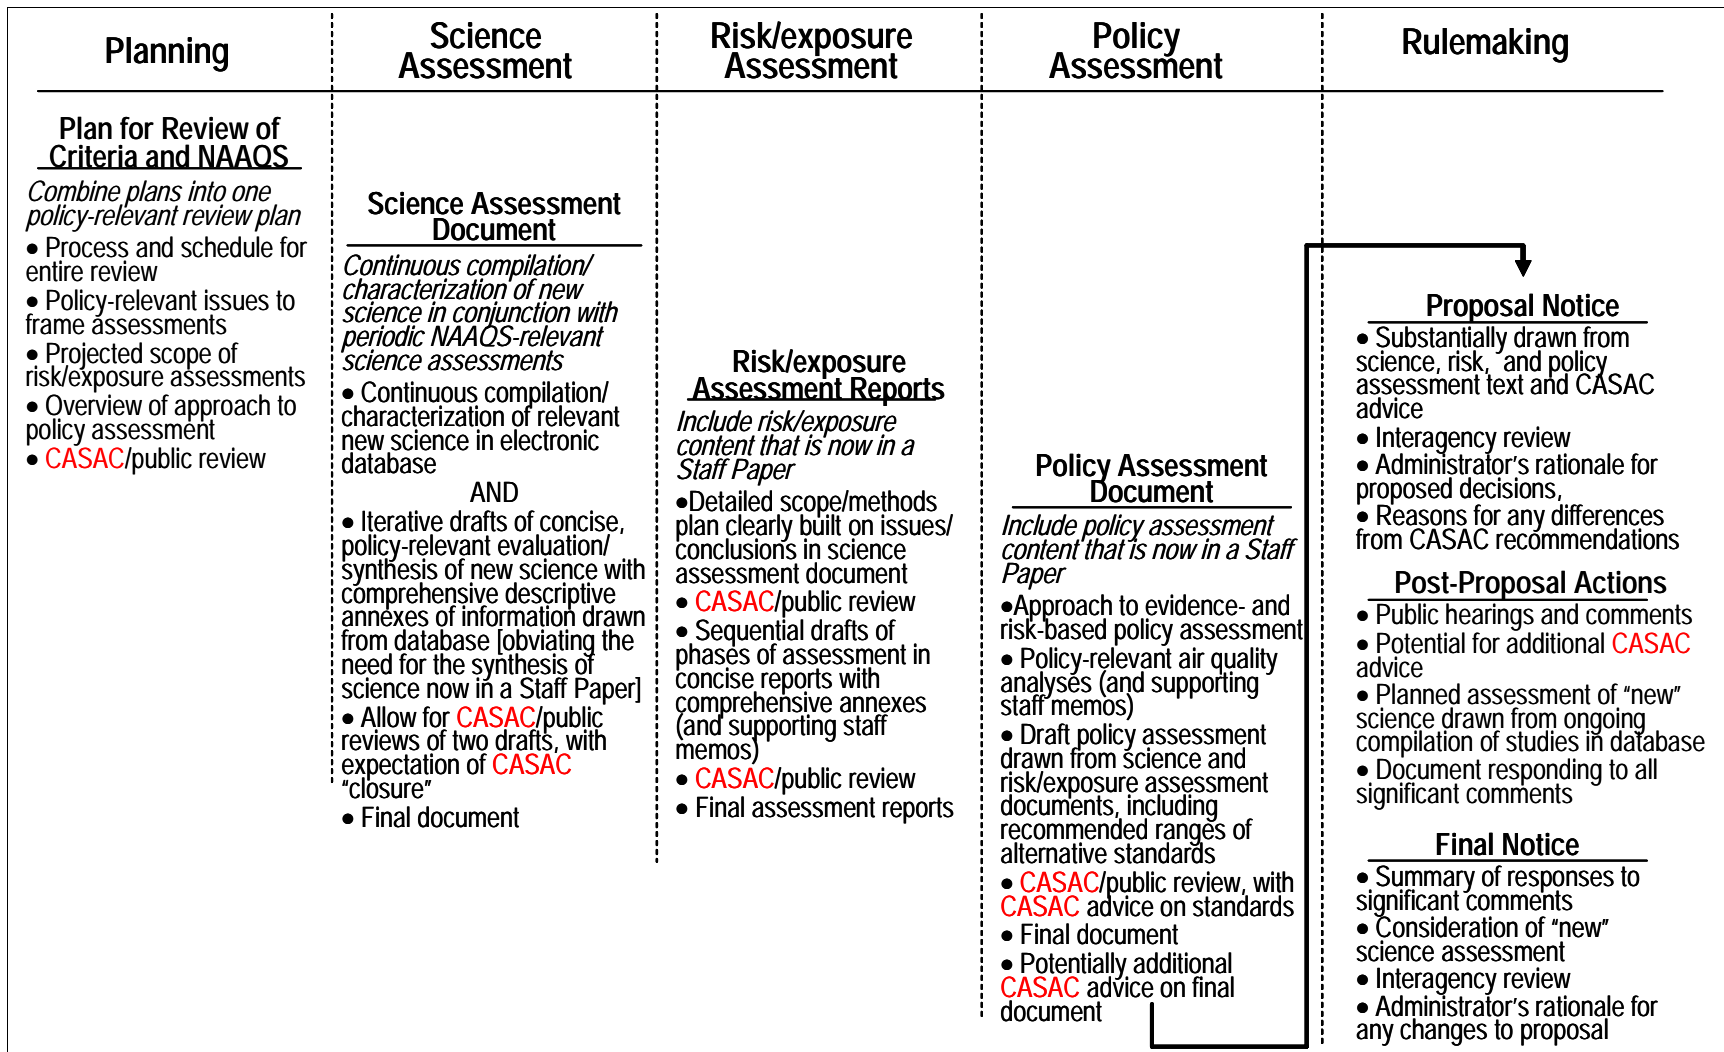 Planning
Plan for Review of
Criteria and NAAQS
Combine plans into one
policy-relevant review plan
• Process and schedule for
entire review
• Policy-relevant issues to
frame assessments
• Projected scope of
risk/exposure assessments
• Overview of approach to
policy assessment
• CASAC/public review
Science
Assessment
Science Assessment
Document
Continuous compilation/
characterization of new
science in conjunction with
periodic NAAQS-relevant
science assessments
• Continuous compilation/
characterization of relevant
new science in electronic
database
AND
• Iterative drafts of concise,
policy-relevant evaluation/
synthesis of new science with
comprehensive descriptive
annexes of information drawn
from database [obviating the
need for the synthesis of
science now in a Staff Paper]
• Allow for CASAC/public
reviews of two drafts, with
expectation of CASAC
“closure”
• Final document
Risk/exposure
Assessment
Risk/exposure
Assessment Reports
Include risk/exposure
content that is now in a
Staff Paper
•Detailed scope/methods
plan clearly built on issues/
conclusions in science
assessment document
• CASAC/public review
• Sequential drafts of
phases of assessment in
concise reports with
comprehensive annexes
(and supporting staff
memos)
• CASAC/public review
• Final assessment reports
Policy
Assessment
Policy Assessment
Document
Include policy assessment
content that is now in a Staff
Paper
•Approach to evidence- and
risk-based policy assessment
• Policy-relevant air quality
analyses (and supporting
staff memos)
• Draft policy assessment
drawn from science and
risk/exposure assessment
documents, including
recommended ranges of
alternative standards
• CASAC/public review, with
CASAC advice on standards
• Final document
• Potentially additional
CASAC advice on final
document
Rulemaking
Proposal Notice
• Substantially drawn from
science, risk, and policy
assessment text and CASAC
advice
• Interagency review
• Administrator’s rationale for
proposed decisions,
• Reasons for any differences
from CASAC recommendations
Post-Proposal Actions
• Public hearings and comments
• Potential for additional CASAC
advice
• Planned assessment of “new”
science drawn from ongoing
compilation of studies in database
• Document responding to all
significant comments
Final Notice
• Summary of responses to
significant comments
• Consideration of “new”
science assessment
• Interagency review
• Administrator’s rationale for
any changes to proposal